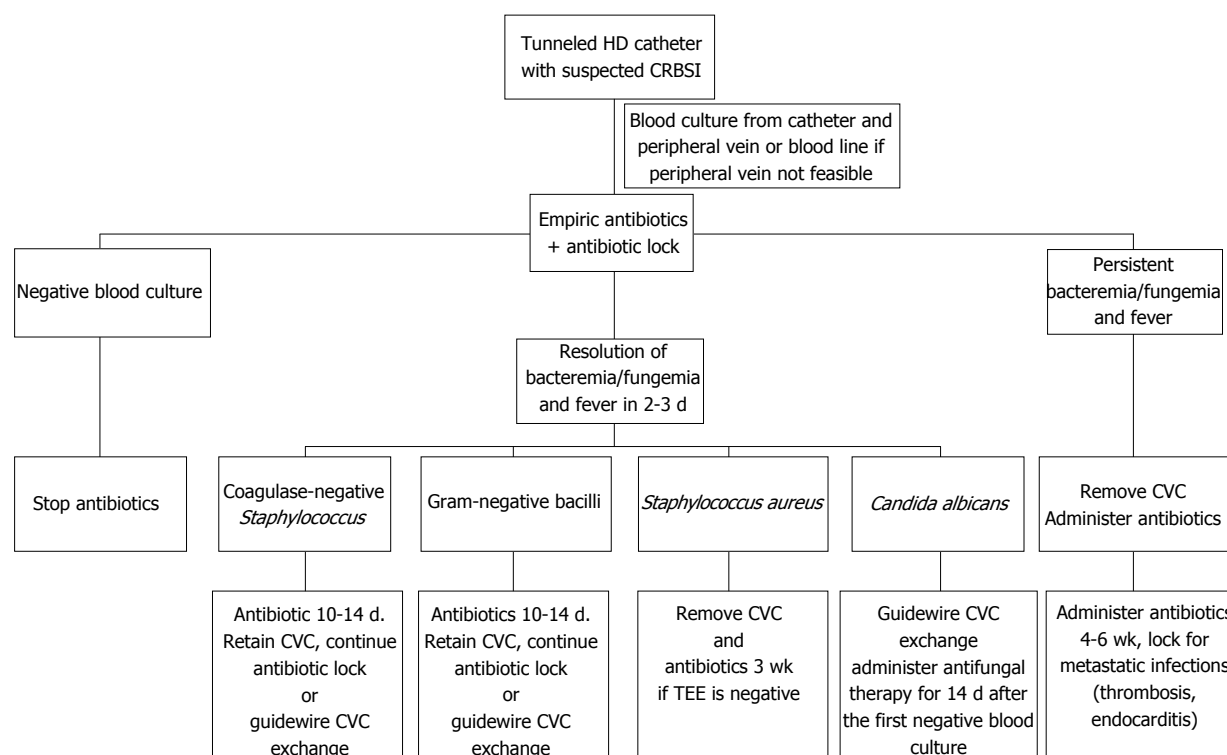 Tunneled HD catheter
with suspected CRBSI
Blood culture from catheter and
peripheral vein or blood line if
peripheral vein not feasible
Empiric antibiotics
+ antibiotic lock
Negative blood culture
Persistent
bacteremia/fungemia
and fever
Resolution of
bacteremia/fungemia
and fever in 2-3 d
Stop antibiotics
Coagulase-negative
Staphylococcus
Gram-negative bacilli
Staphylococcus aureus
Candida albicans
Remove CVC
Administer antibiotics
Antibiotic 10-14 d.
Retain CVC, continue
antibiotic lock
or
guidewire CVC
exchange
Antibiotics 10-14 d.
Retain CVC, continue
antibiotic lock
or
guidewire CVC
exchange
Remove CVC
and
antibiotics 3 wk
if TEE is negative
Guidewire CVC
exchange
administer antifungal
therapy for 14 d after
the first negative blood
culture
Administer antibiotics
4-6 wk, lock for
metastatic infections
(thrombosis,
endocarditis)